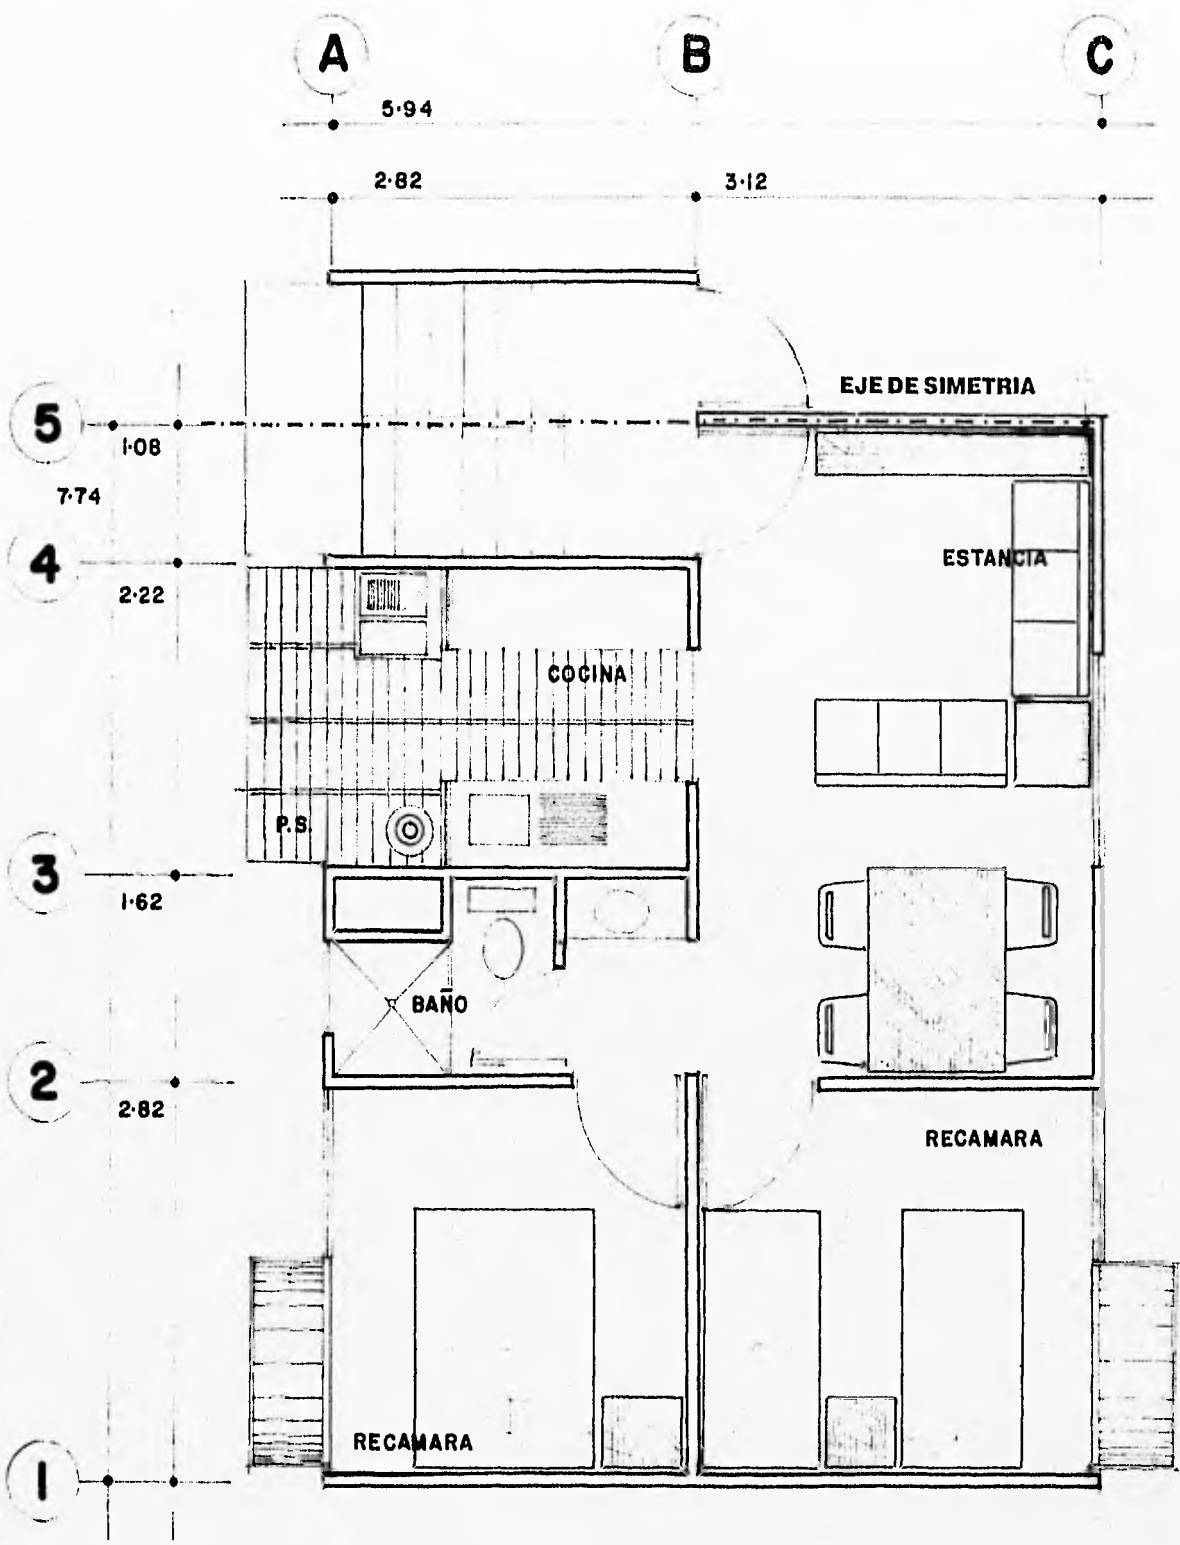 A B C
5·94
2·82 3·12
EJE DE SIMETRIA
5
1·08
7·74
4
ESTANCIA
2·22
COCINA
P.S.
3
1·62
BAÑO
2
2·82
RECAMARA
RECAMARA
1